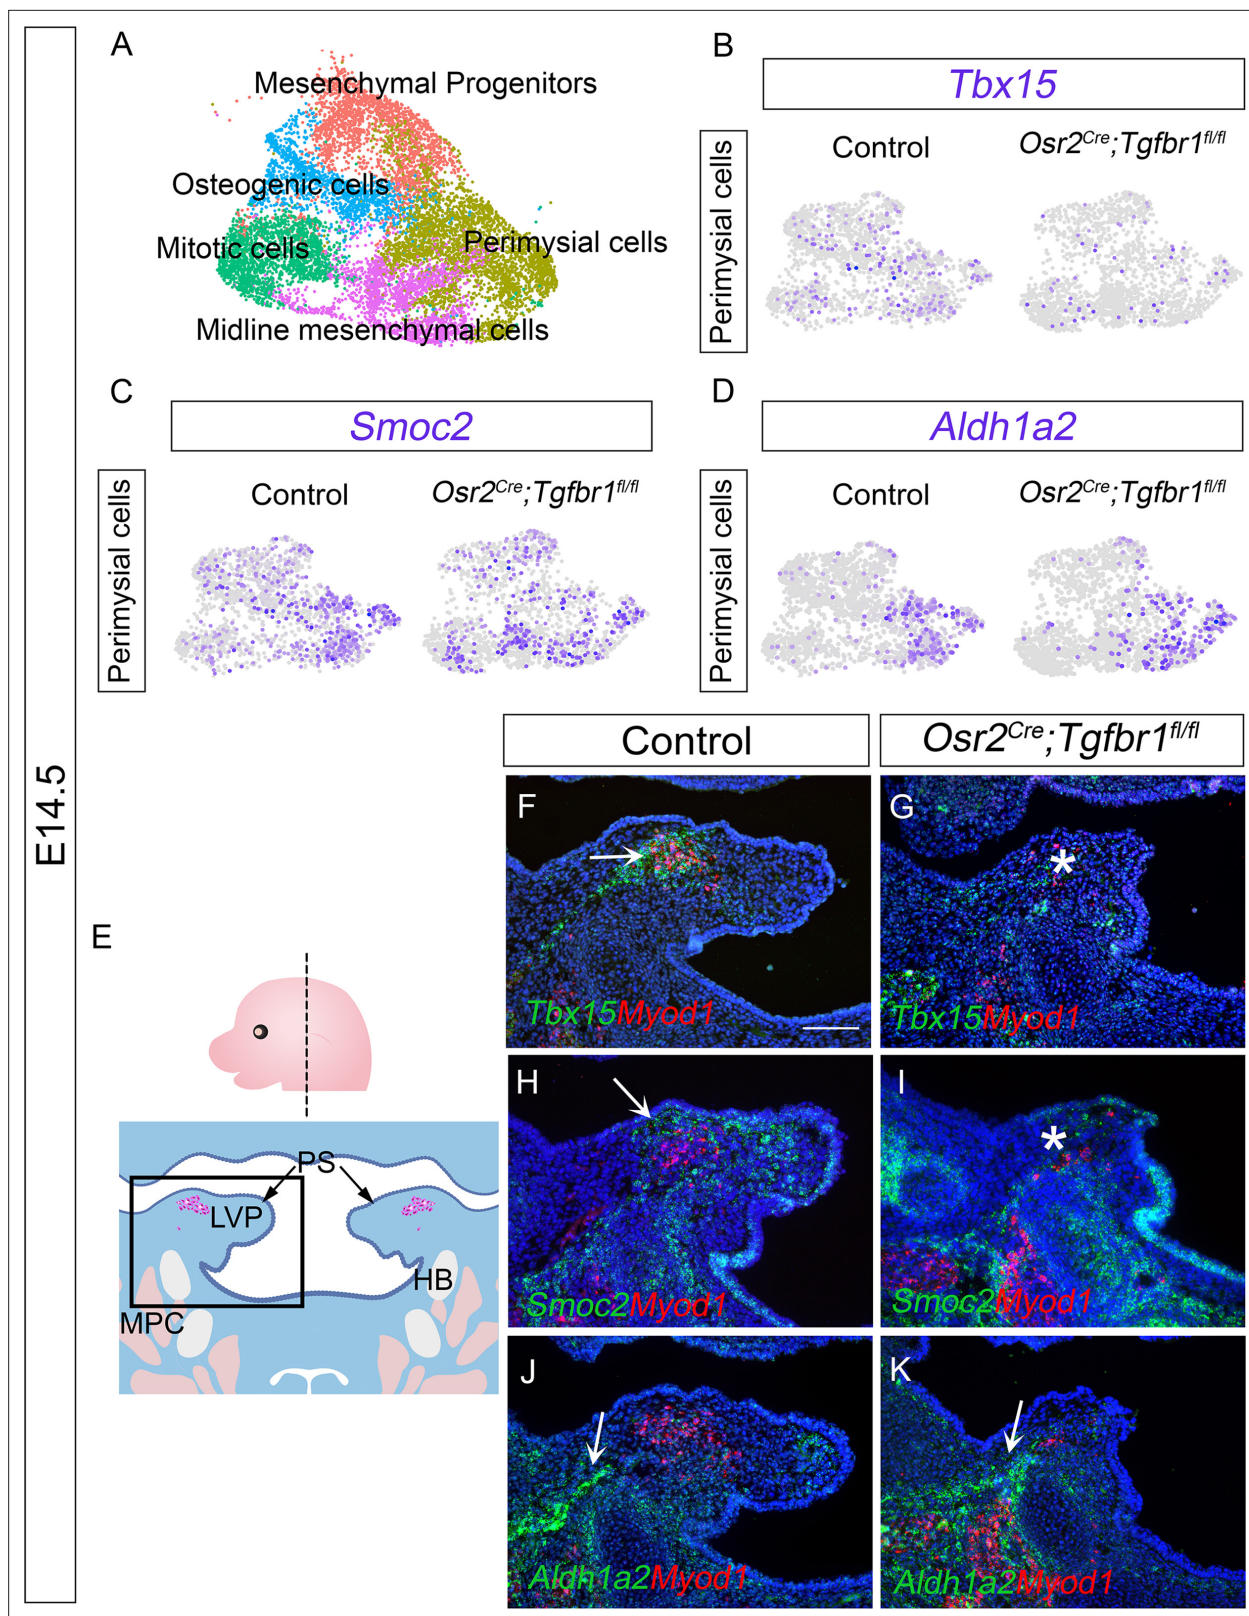 E14.5
A
Mesenchymal Progenitors
Osteogenic cells
Mitotic cells
Perimysial cells
Midline mesenchymal cells
B
Tbx15
Perimysial cells
Control
Osr2Cre;Tgfbr1fl/fl
C
Smoc2
Perimysial cells
Control
Osr2Cre;Tgfbr1fl/fl
D
Aldh1a2
Perimysial cells
Control
Osr2Cre;Tgfbr1fl/fl
E
PS
LVP
HB
MPC
Control
Osr2Cre;Tgfbr1fl/fl
F
Tbx15Myod1
G
*
Tbx15Myod1
H
Smoc2Myod1
I
*
Smoc2Myod1
J
Aldh1a2Myod1
K
Aldh1a2Myod1